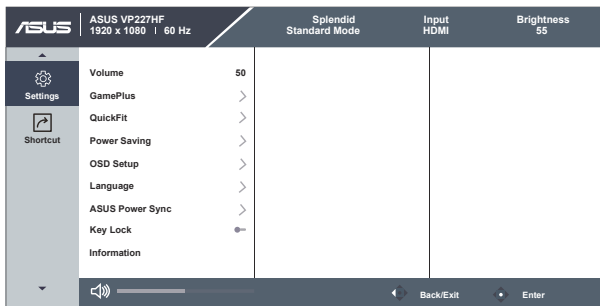 ASUS
ASUS VP227HF
1920 x 1080 | 60 Hz
Splendid
Standard Mode
Input
HDMI
Brightness
55
Settings
Shortcut
Volume 50
GamePlus
QuickFit
Power Saving
OSD Setup
Language
ASUS Power Sync
Key Lock
Information
Back/Exit
Enter